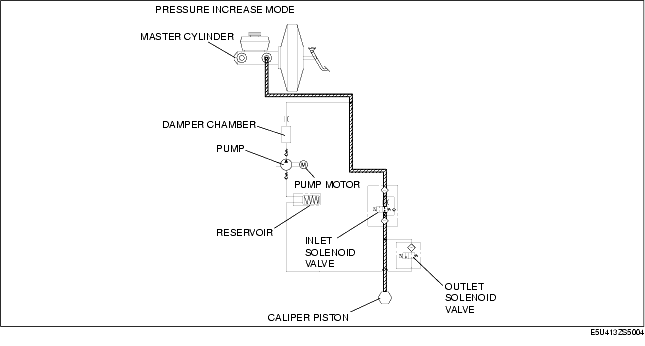 PRESSURE INCREASE MODE
MASTER CYLINDER
DAMPER CHAMBER
PUMP
M
PUMP MOTOR
RESERVOIR
INLET
SOLENOID
VALVE
OUTLET
SOLENOID
VALVE
CALIPER PISTON
E5U413ZS5004